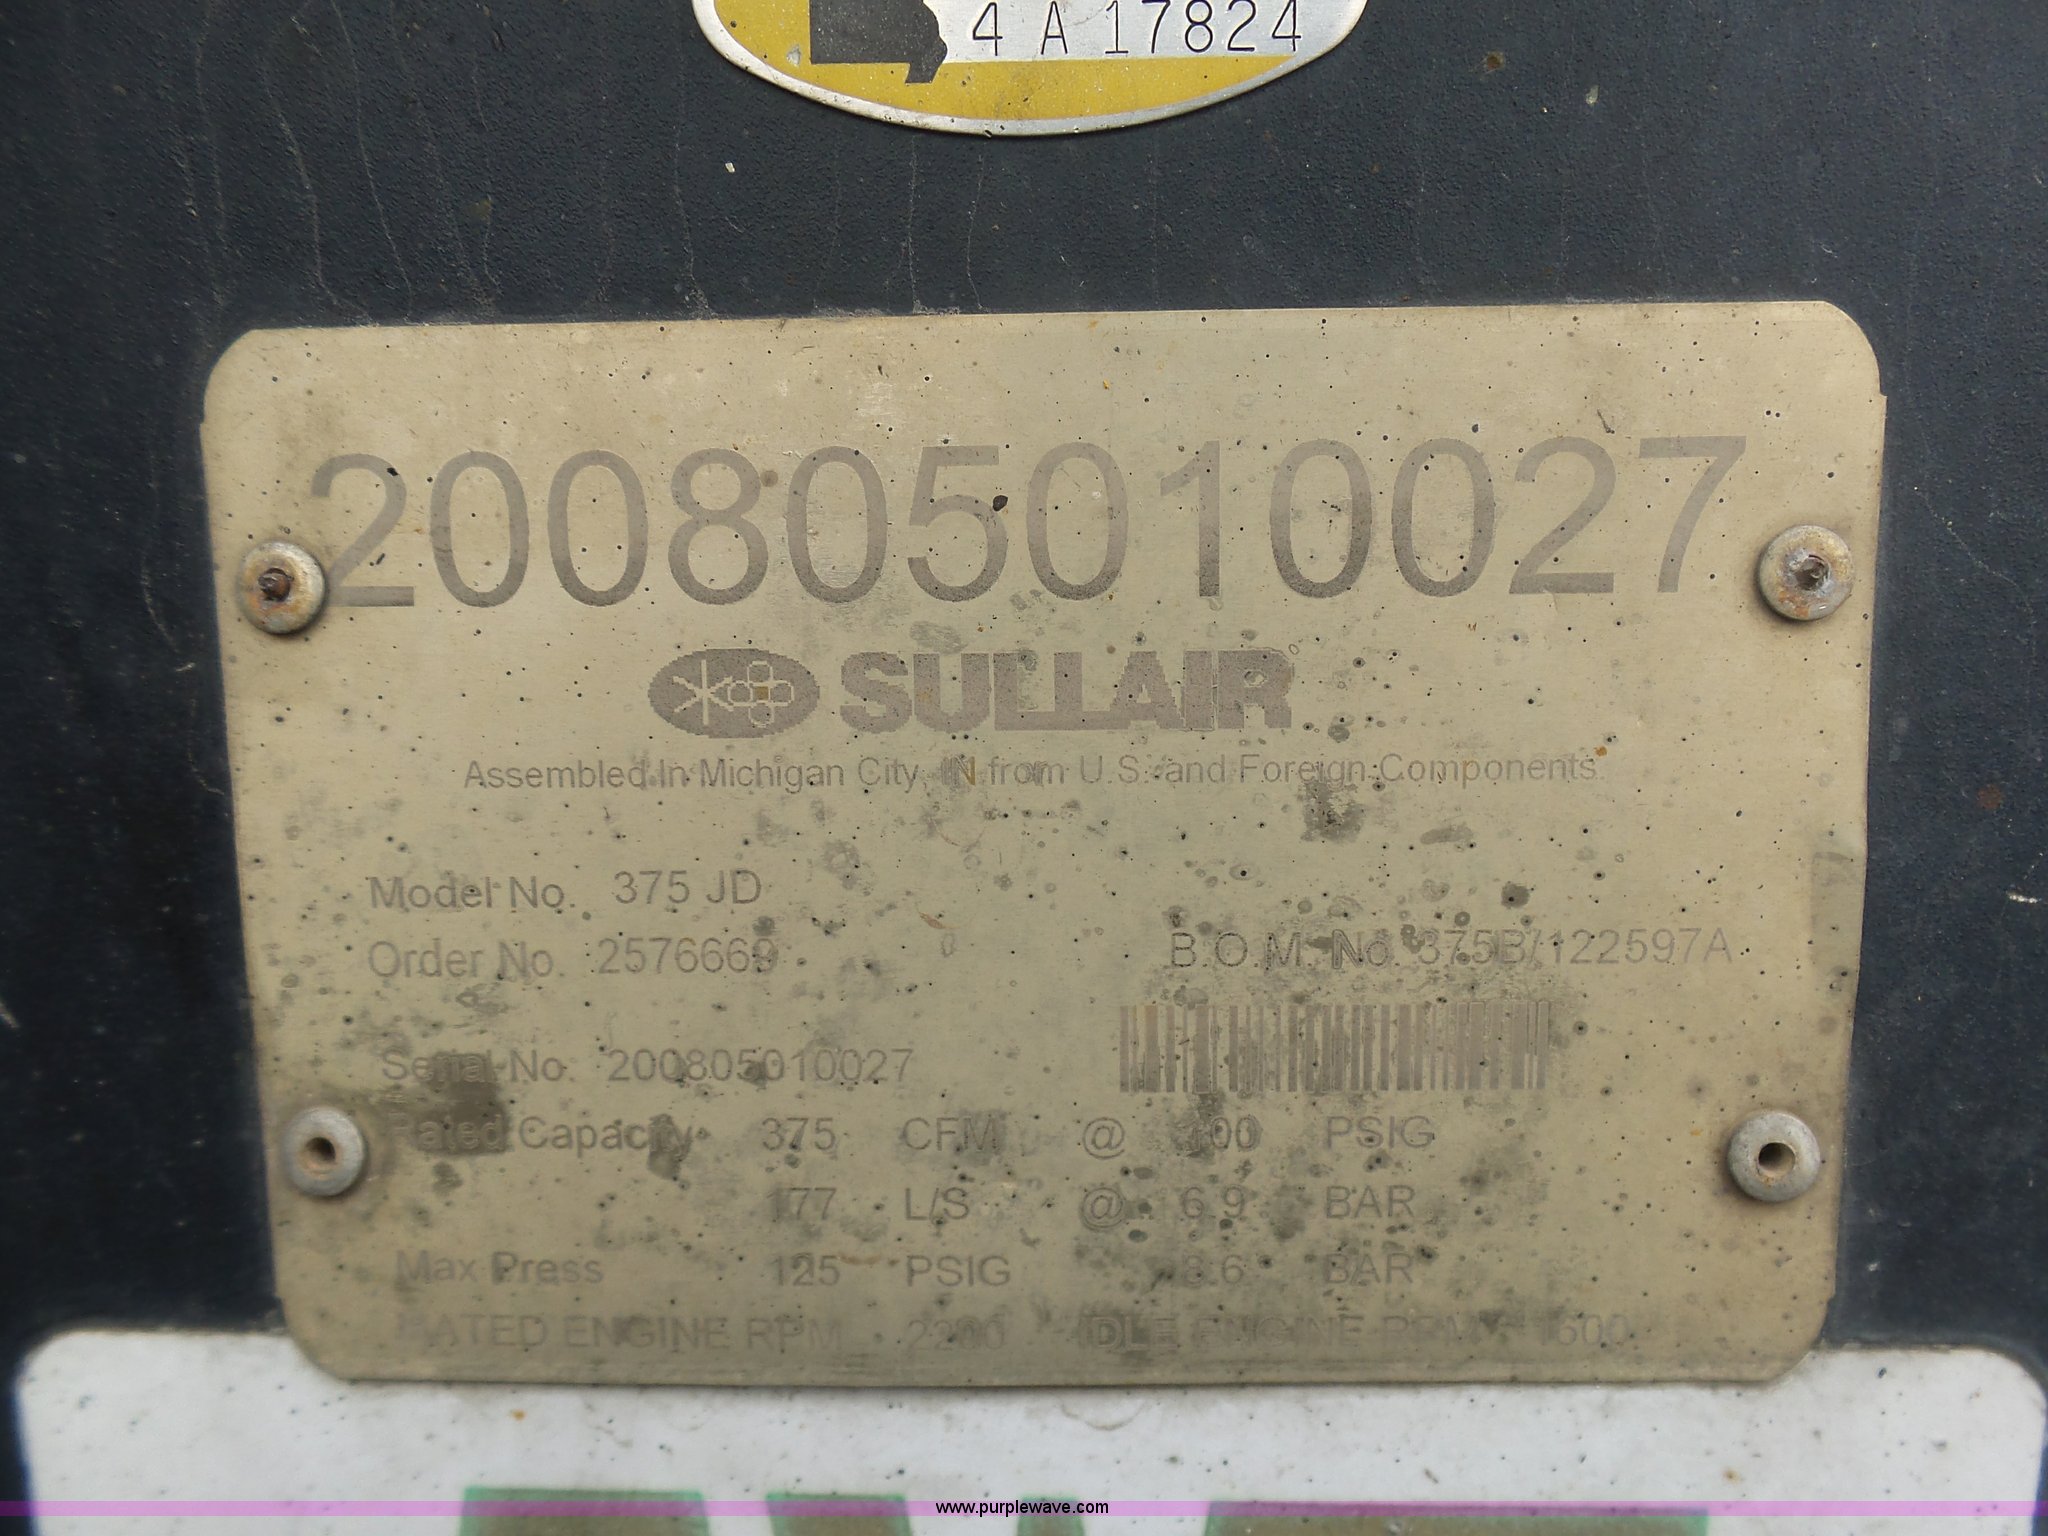 4 A 17824
200805010027
SULLAIR
Assembled In Michigan City, IN from U.S. and Foreign Components
Model No. 375 JD
Order No. 2576669 B.O.M. No. 375B/122597A
Serial No. 200805010027
Rated Capacity 375 CFM @ 100 PSIG
177 L/S @ 6.9 BAR
Max Press 125 PSIG 8.6 BAR
RATED ENGINE RPM 2200 IDLE ENGINE RPM 1600
www.purplewave.com